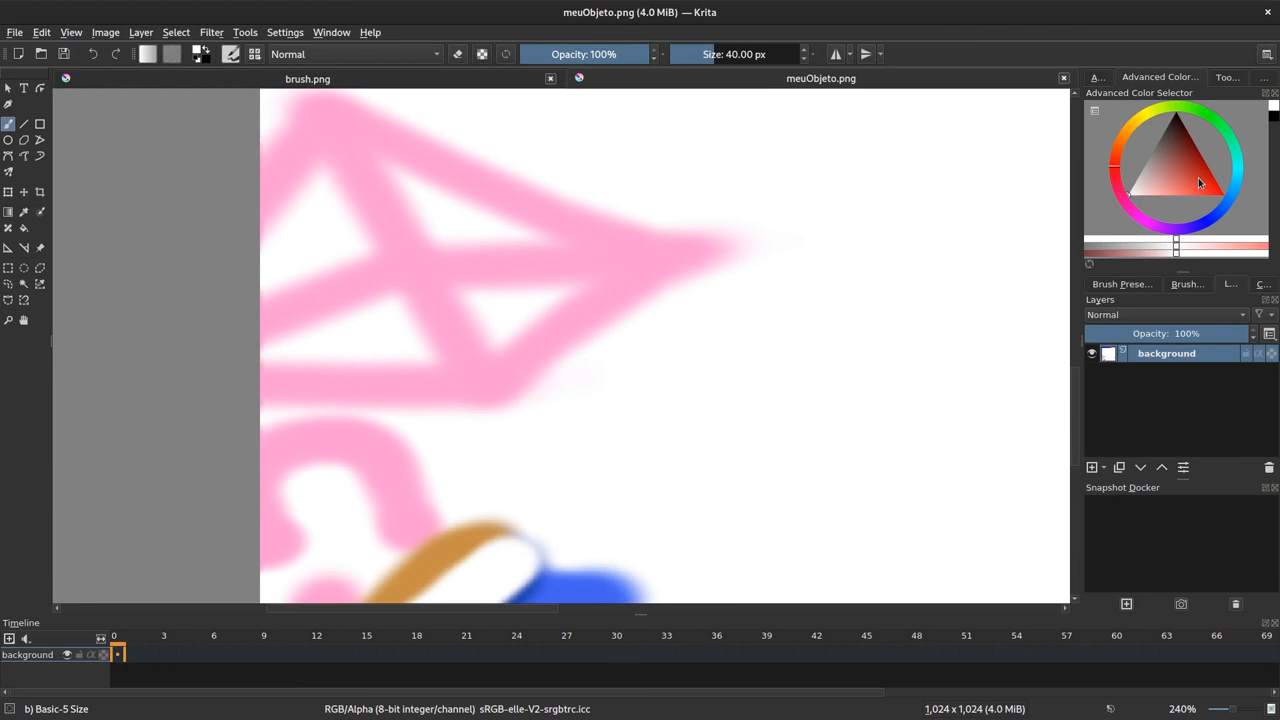 meuObjeto.png (4.0 MiB) — Krita
File Edit View Image Layer Filter Tools Select Settings Window Help
Normal Opacity: 100% Size: 40.00 px
brush.png meuObjeto.png
A... Advanced Color... Too... ...
Advanced Color Selector
Brush Prese... Brush... L... C...
Layers
Normal
Opacity: 100%
background
Snapshot Docker
Timeline
0 3 6 9 12 15 18 21 24 27 30 33 36 39 42 45 48 51 54 57 60 63 66 69
background
b) Basic-5 Size RGB/Alpha (8-bit integer/channel) sRGB-elle-V2-srgbtrc.icc 1,024 x 1,024 (4.0 MiB) 240%